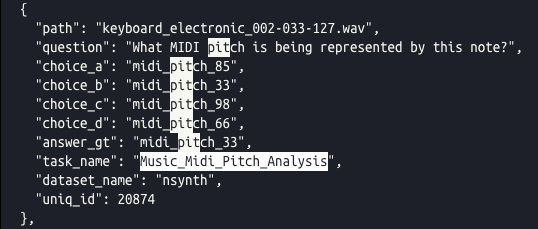 {
"path": "keyboard_electronic_002-033-127.wav",
"question": "What MIDI pitch is being represented by this note?",
"choice_a": "midi_pitch_85",
"choice_b": "midi_pitch_33",
"choice_c": "midi_pitch_98",
"choice_d": "midi_pitch_66",
"answer_gt": "midi_pitch_33",
"task_name": "Music_Midi_Pitch_Analysis",
"dataset_name": "nsynth",
"uniq_id": 20874
},